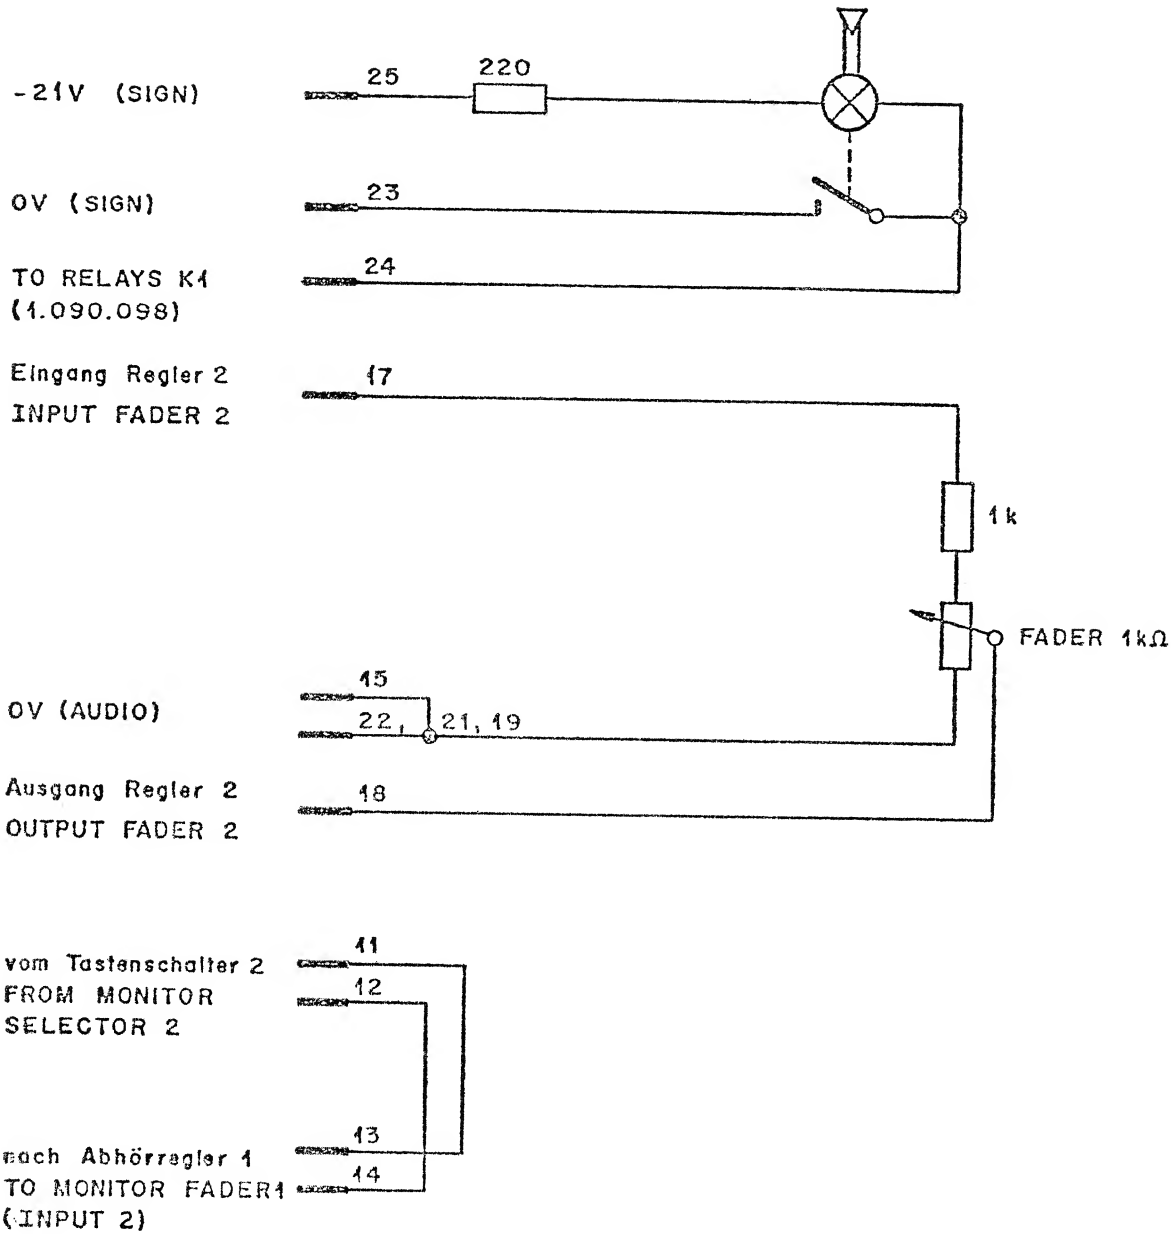 220
-21V (SIGN) 25
0V (SIGN) 23
TO RELAYS K1 24
(1.090.098)
Eingang Regler 2 17
INPUT FADER 2
1k
FADER 1kΩ
15
0V (AUDIO)
22, 21, 19
Ausgang Regler 2 18
OUTPUT FADER 2
11
vom Tastenschalter 2
FROM MONITOR 12
SELECTOR 2
13
nach Abhörregler 1
TO MONITOR FADER1 14
(INPUT 2)